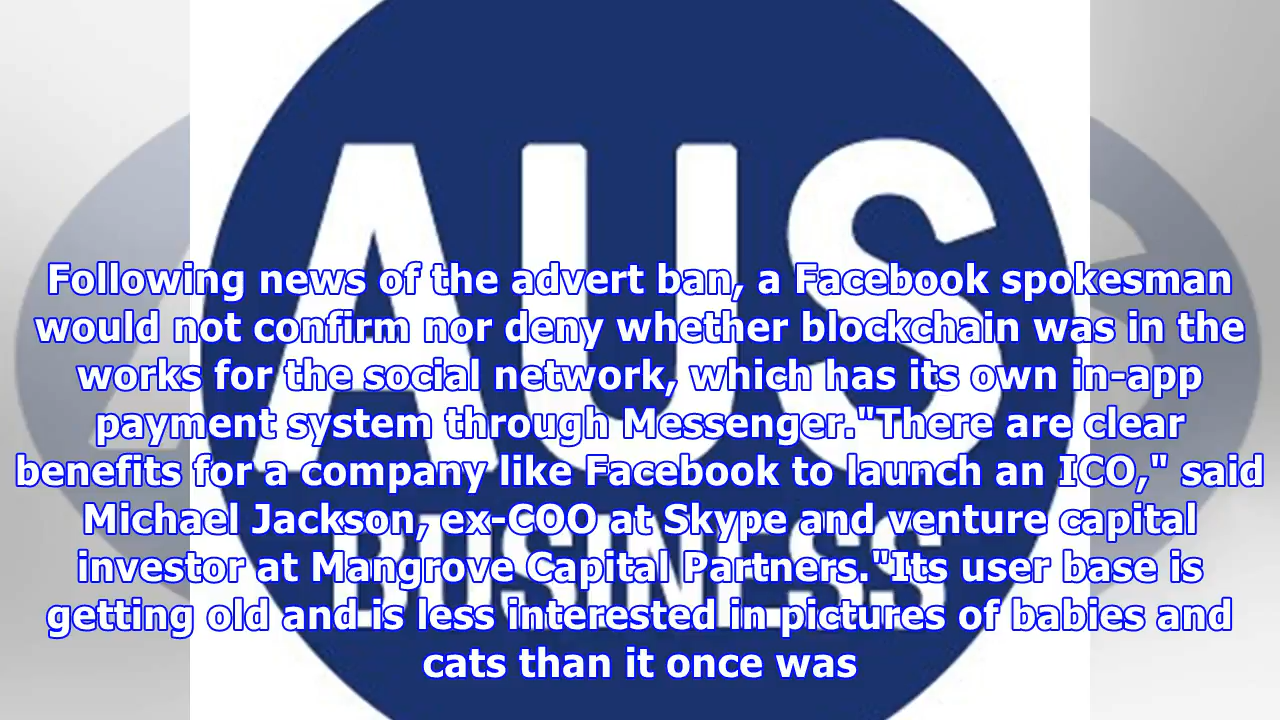 AUS
BUSINESS
Following news of the advert ban, a Facebook spokesman
would not confirm nor deny whether blockchain was in the
works for the social network, which has its own in-app
payment system through Messenger."There are clear
benefits for a company like Facebook to launch an ICO," said
Michael Jackson, ex-COO at Skype and venture capital
investor at Mangrove Capital Partners."Its user base is
getting old and is less interested in pictures of babies and
cats than it once was